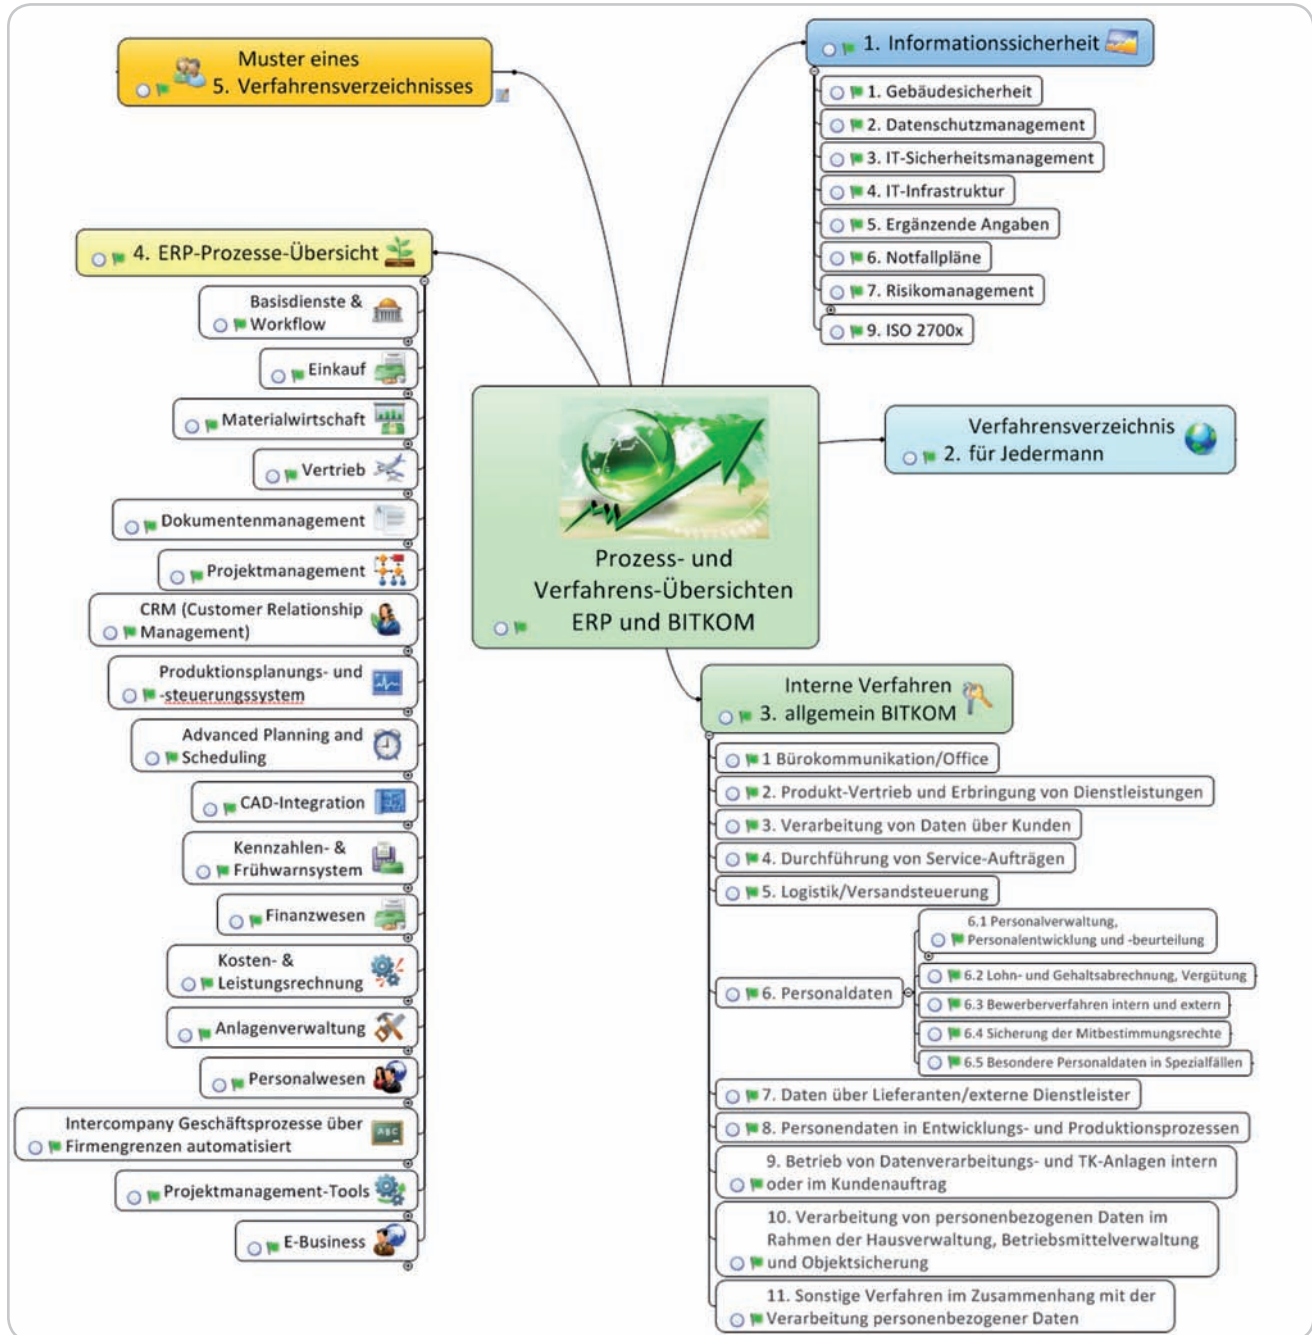 Prozess- und
Verfahrens-Übersichten
ERP und BITKOM
1. Informationssicherheit
1. Gebäudesicherheit
2. Datenschutzmanagement
3. IT-Sicherheitsmanagement
4. IT-Infrastruktur
5. Ergänzende Angaben
6. Notfallpläne
7. Risikomanagement
9. ISO 2700x
Verfahrensverzeichnis
2. für Jedermann
Interne Verfahren
3. allgemein BITKOM
1 Bürokommunikation/Office
2. Produkt-Vertrieb und Erbringung von Dienstleistungen
3. Verarbeitung von Daten über Kunden
4. Durchführung von Service-Aufträgen
5. Logistik/Versandsteuerung
6. Personaldaten
6.1 Personalverwaltung,
Personalentwicklung und -beurteilung
6.2 Lohn- und Gehaltsabrechnung, Vergütung
6.3 Bewerberverfahren intern und extern
6.4 Sicherung der Mitbestimmungsrechte
6.5 Besondere Personaldaten in Spezialfällen
7. Daten über Lieferanten/externe Dienstleister
8. Personendaten in Entwicklungs- und Produktionsprozessen
9. Betrieb von Datenverarbeitungs- und TK-Anlagen intern
oder im Kundenauftrag
10. Verarbeitung von personenbezogenen Daten im
Rahmen der Hausverwaltung, Betriebsmittelverwaltung
und Objektsicherung
11. Sonstige Verfahren im Zusammenhang mit der
Verarbeitung personenbezogener Daten
4. ERP-Prozesse-Übersicht
Basisdienste &
Workflow
Einkauf
Materialwirtschaft
Vertrieb
Dokumentenmanagement
Projektmanagement
CRM (Customer Relationship
Management)
Produktionsplanungs- und
-steuerungssystem
Advanced Planning and
Scheduling
CAD-Integration
Kennzahlen- &
Frühwarnsystem
Finanzwesen
Kosten- &
Leistungsrechnung
Anlagenverwaltung
Personalwesen
Intercompany Geschäftsprozesse über
Firmengrenzen automatisiert
ABC
Projektmanagement-Tools
E-Business
Muster eines
5. Verfahrensverzeichnisses